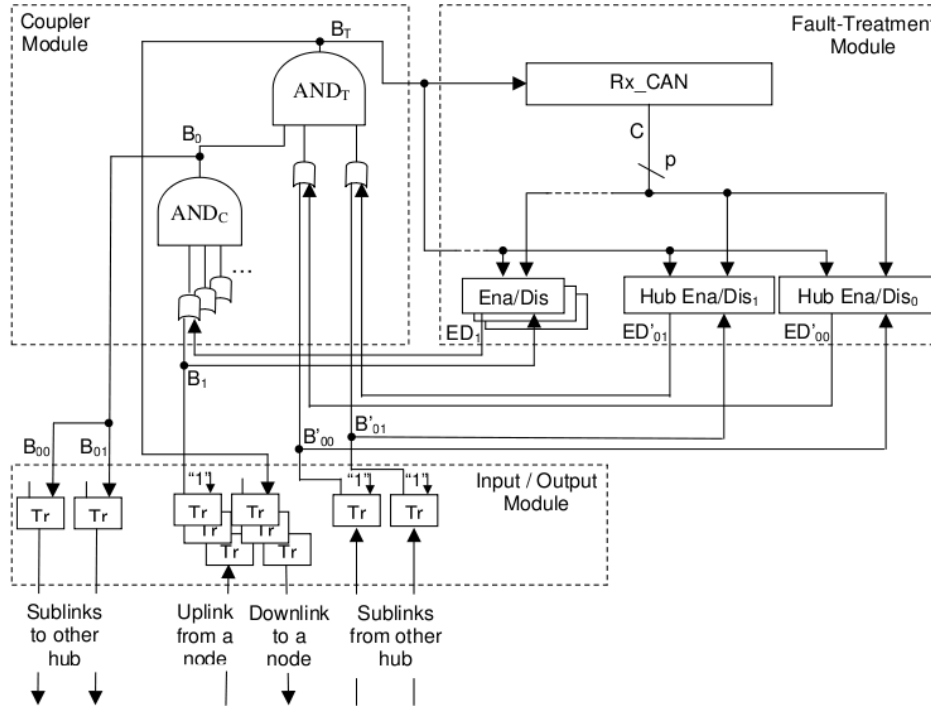 Coupler
Module
B_T
Fault-Treatment
Module
AND_T
Rx_CAN
C
p
B_0
AND_C
...
Ena/Dis
Hub Ena/Dis_1
Hub Ena/Dis_0
ED_1
ED'_01
ED'_00
B_1
B_00
B_01
B'_00
B'_01
Input / Output
Module
"1"
"1"
"1"
Tr
Tr
Tr
Tr
Tr
Tr
Tr
Tr
Tr
Tr
Sublinks
to other
hub
Uplink
from a
node
Downlink
to a
node
Sublinks
from other
hub